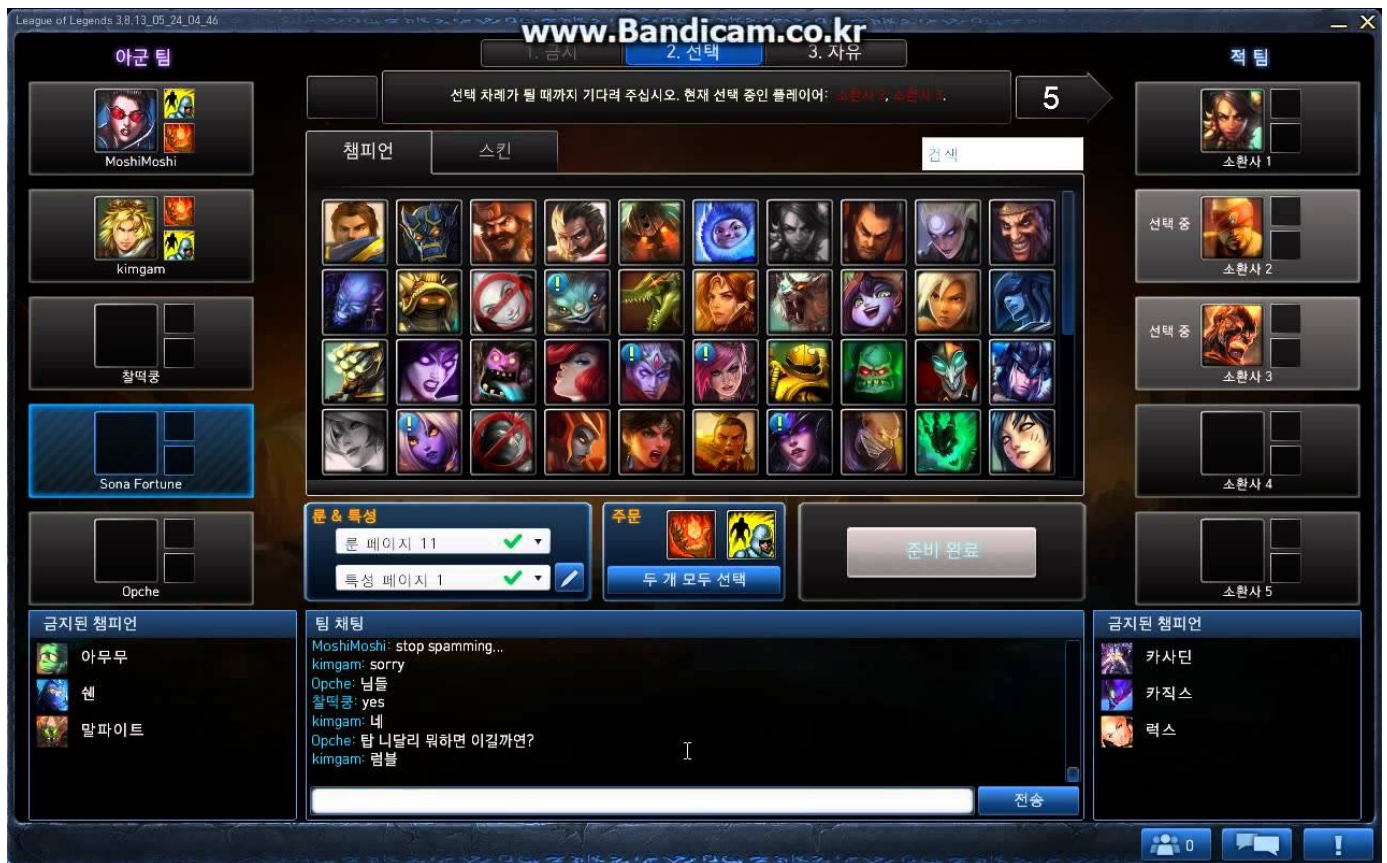 League of Legends 3,8,13_05_24_04_46
www.Bandicam.co.kr
아군 팀
1. 금지
2. 선택
3. 자유
적 팀
선택 차례가 될 때까지 기다려 주십시오. 현재 선택 중인 플레이어: 소환사 2, 소환사 3.
5
MoshiMoshi
kimgam
찰떡쿵
Sona Fortune
Opche
챔피언
스킨
검색
소환사 1
선택 중
소환사 2
선택 중
소환사 3
소환사 4
소환사 5
룬 & 특성
룬 페이지 11
특성 페이지 1
주문
두 개 모두 선택
준비 완료
금지된 챔피언
아무무
쉔
말파이트
팀 채팅
MoshiMoshi: stop spamming...
kimgam: sorry
Opche: 님들
찰떡쿵: yes
kimgam: 네
Opche: 탑 니달리 뭐하면 이길까연?
kimgam: 럼블
전송
금지된 챔피언
카사딘
카직스
럭스
0